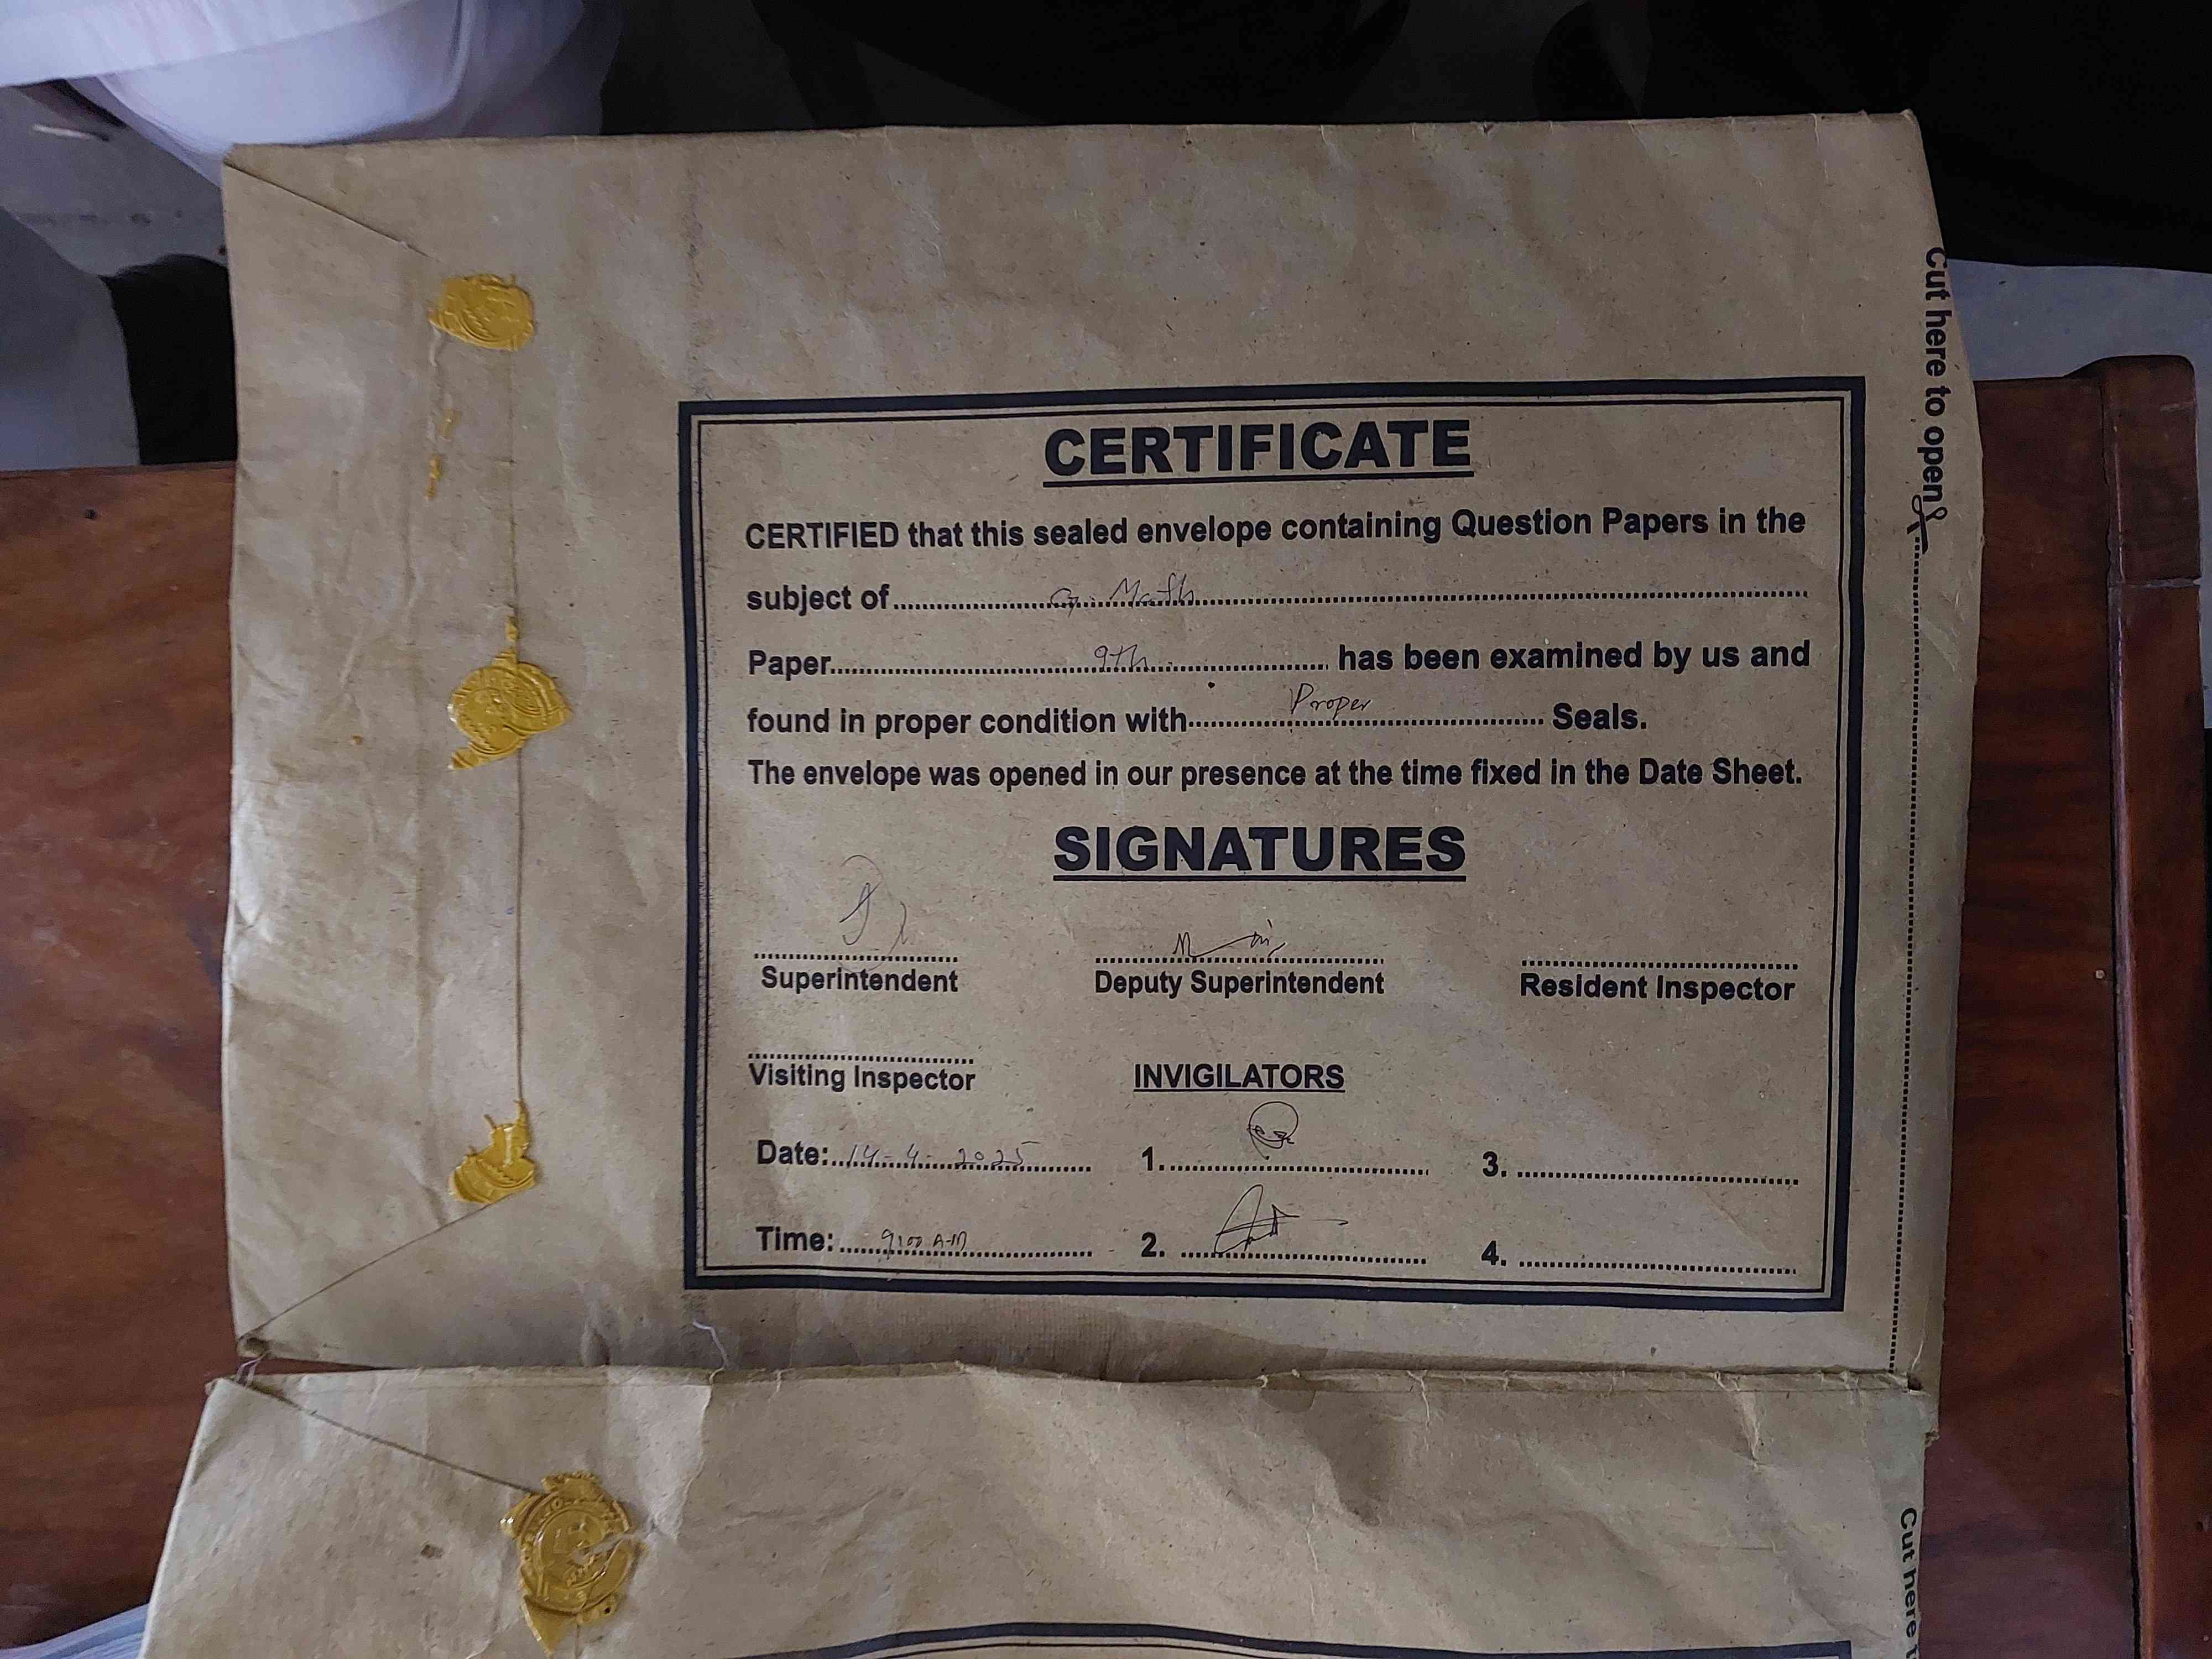 CERTIFICATE
CERTIFIED that this sealed envelope containing Question Papers in the
subject of.......... G. Math ..........
Paper.......... 9th .......... has been examined by us and
found in proper condition with.......... Proper .......... Seals.
The envelope was opened in our presence at the time fixed in the Date Sheet.
SIGNATURES
Superintendent Deputy Superintendent Resident Inspector
Visiting Inspector INVIGILATORS
Date: 14-4-2025 1. .......... 3. ..........
Time: 9:00 A-M 2. .......... 4. ..........
Cut here to open
Cut here